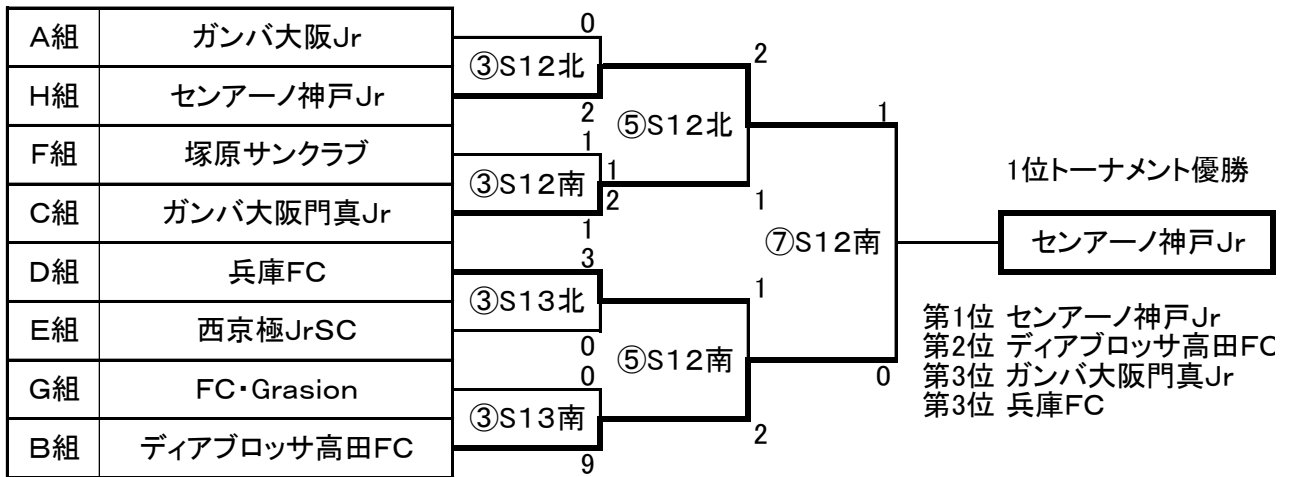 A組 ガンバ大阪Jr
0
③S12北
2
H組 センアーノ神戸Jr
2
⑤S12北
1
F組 塚原サンクラブ
1
1
③S12南
2
1位トーナメント優勝
C組 ガンバ大阪門真Jr
1
1
⑦S12南
センアーノ神戸Jr
D組 兵庫FC
3
③S13北
1
E組 西京極JrSC
0
⑤S12南
0
第1位 センアーノ神戸Jr
第2位 ディアブロッサ高田FC
第3位 ガンバ大阪門真Jr
第3位 兵庫FC
G組 FC・Grasion
0
③S13南
2
B組 ディアブロッサ高田FC
9